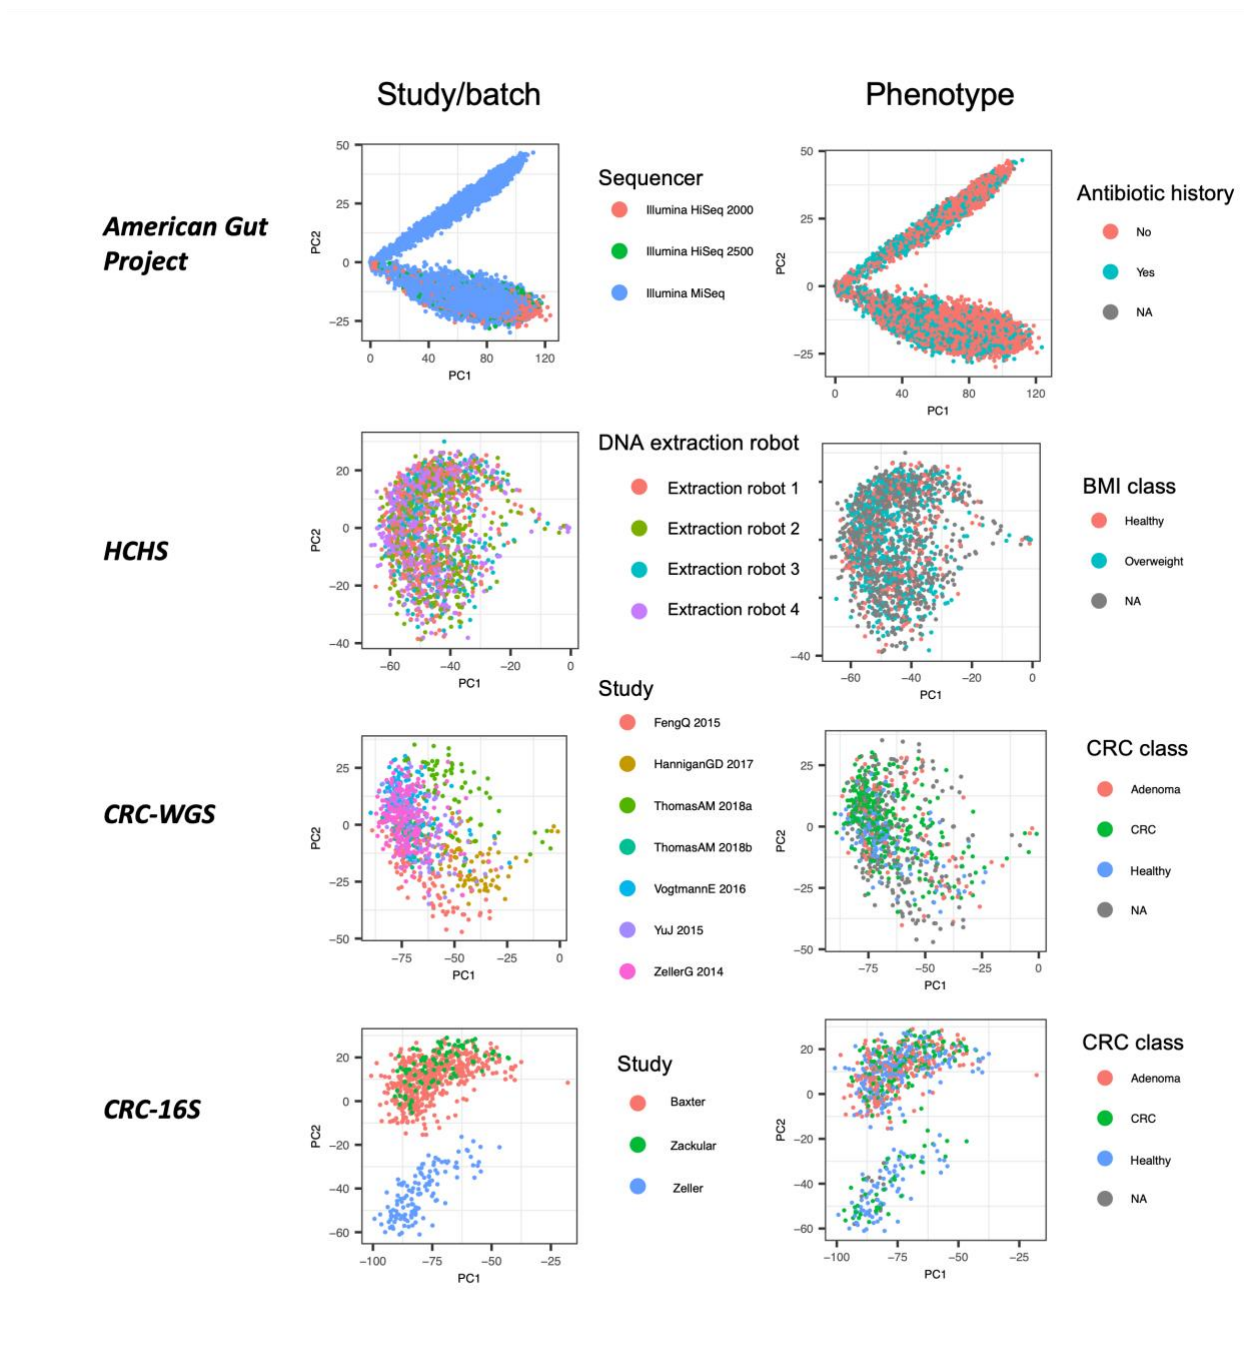 Study/batch
Phenotype
American Gut
Project
50
25
0
−25
PC2
0
40
80
120
PC1
Sequencer
Illumina HiSeq 2000
Illumina HiSeq 2500
Illumina MiSeq
50
25
0
−25
PC2
0
40
80
120
PC1
Antibiotic history
No
Yes
NA
HCHS
20
0
−20
−40
PC2
−60
−40
−20
0
PC1
DNA extraction robot
Extraction robot 1
Extraction robot 2
Extraction robot 3
Extraction robot 4
PC2
−40
−60
−40
−20
0
PC1
BMI class
Healthy
Overweight
NA
CRC-WGS
25
0
−25
−50
PC2
−75
−50
−25
0
PC1
Study
FengQ 2015
HanniganGD 2017
ThomasAM 2018a
ThomasAM 2018b
VogtmannE 2016
YuJ 2015
ZellerG 2014
25
0
−25
−50
PC2
−75
−50
−25
0
PC1
CRC class
Adenoma
CRC
Healthy
NA
CRC-16S
20
0
−20
−40
−60
PC2
−100
−75
−50
−25
PC1
Study
Baxter
Zackular
Zeller
20
0
−20
−40
−60
PC2
−100
−75
−50
−25
PC1
CRC class
Adenoma
CRC
Healthy
NA